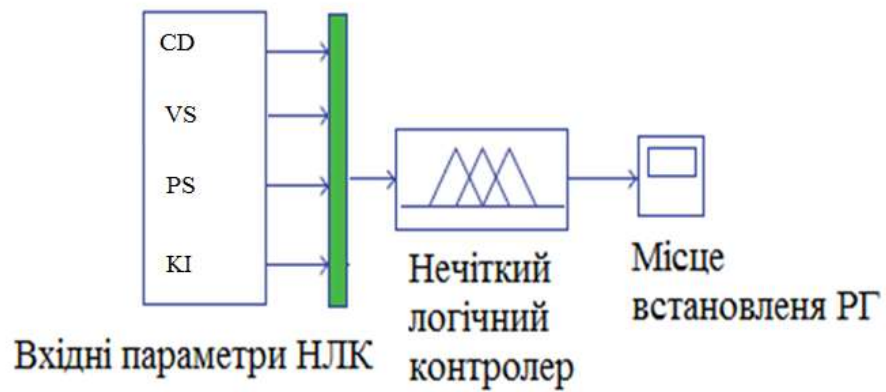 CD
VS
PS
KI
Вхідні параметри НЛК
Нечіткий
логічний
контролер
Місце
встановленя РГ